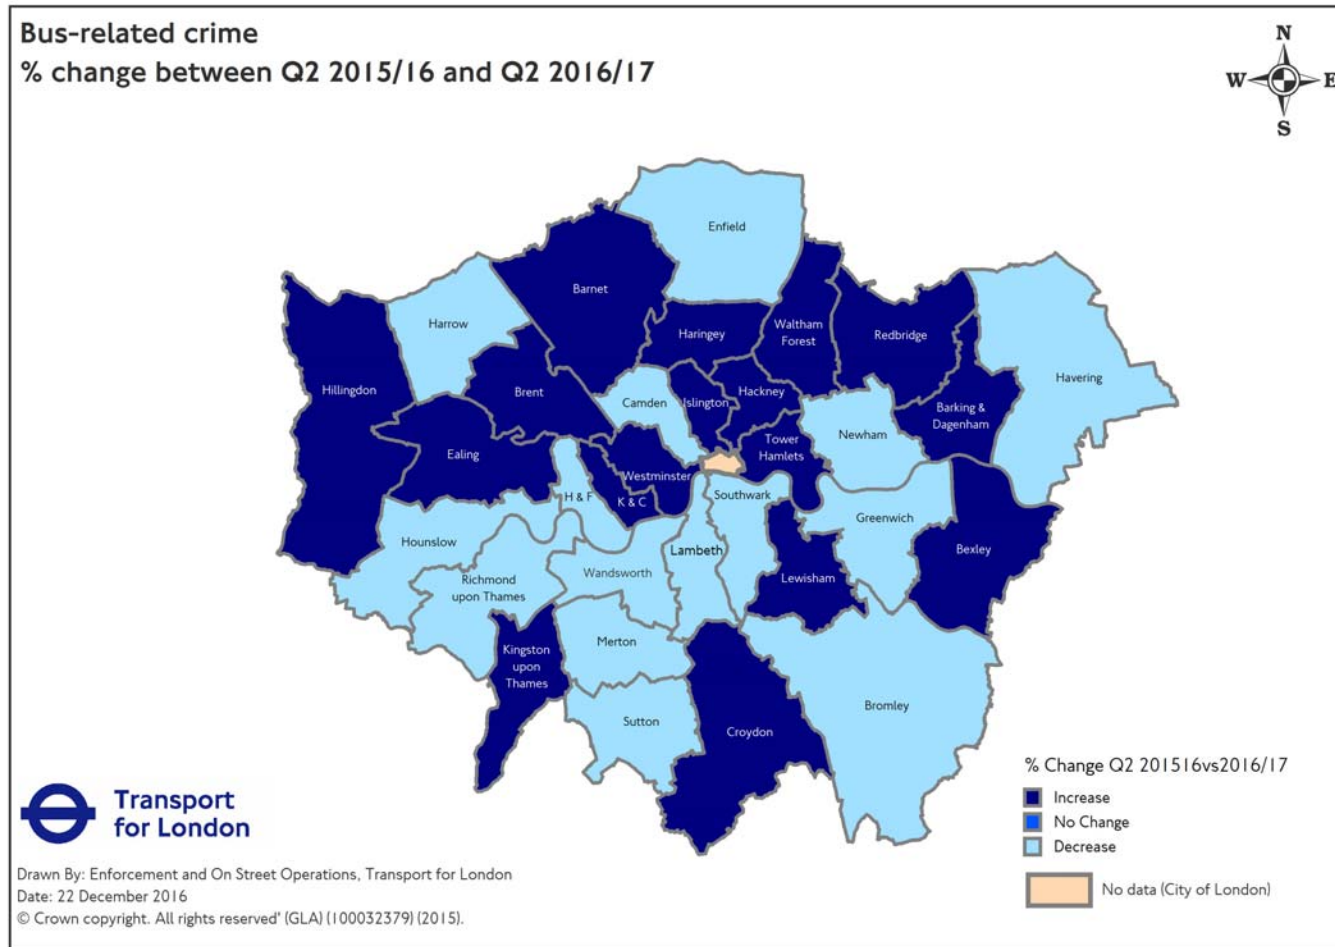 Bus-related crime
% change between Q2 2015/16 and Q2 2016/17
N
W
E
S
Enfield
Barnet
Harrow
Haringey
Waltham
Forest
Redbridge
Havering
Hillingdon
Brent
Camden
Islington
Hackney
Barking &
Dagenham
Ealing
Tower
Hamlets
Newham
Westminster
H & F
K & C
Southwark
Greenwich
Hounslow
Lambeth
Bexley
Richmond
upon Thames
Wandsworth
Lewisham
Merton
Kingston
upon
Thames
Sutton
Croydon
Bromley
% Change Q2 201516vs2016/17
Increase
No Change
Decrease
No data (City of London)
Transport
for London
Drawn By: Enforcement and On Street Operations, Transport for London
Date: 22 December 2016
© Crown copyright. All rights reserved' (GLA) (100032379) (2015).